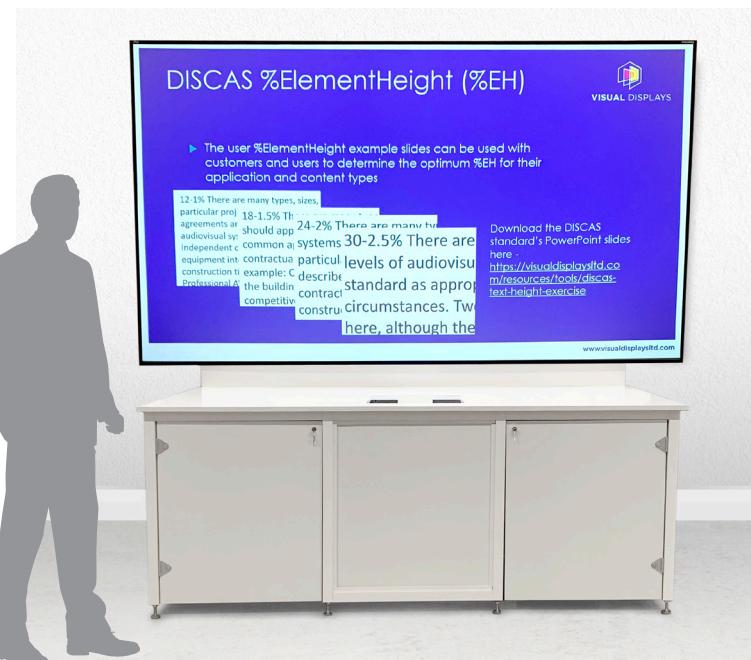 DISCAS %ElementHeight (%EH)
VISUAL DISPLAYS
The user %ElementHeight example slides can be used with
customers and users to determine the optimum %EH for their
application and content types
12-1% There are many types, sizes,
particular proj
agreements ar
audiovisual sy
Independent c
equipment int
construction ti
Professional A
18-1.5% Th
should app
common a
contractua
example: C
the buildin
competitiv
24-2% There are many ty
systems
particul
describe
contract
constru
30-2.5% There are
levels of audiovisu
standard as approp
circumstances. Tw
here, although the
Download the DISCAS
standard's PowerPoint slides
here -
https://visualdisplaysltd.co
m/resources/tools/discas-
text-height-exercise
www.visualdisplaysltd.com